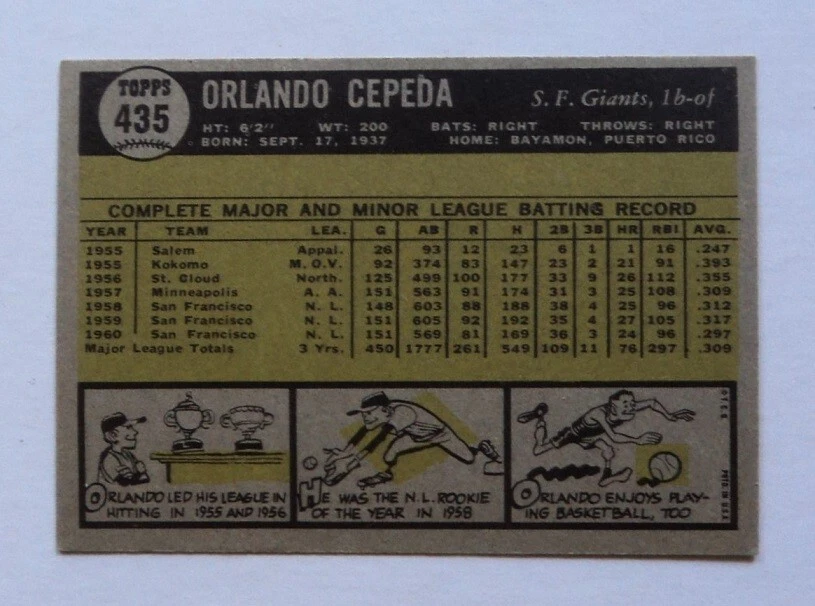 TOPPS
435
ORLANDO CEPEDA S. F. Giants, 1b-of
HT: 6'2" WT: 200 BATS: RIGHT THROWS: RIGHT
BORN: SEPT. 17, 1937 HOME: BAYAMON, PUERTO RICO
COMPLETE MAJOR AND MINOR LEAGUE BATTING RECORD
YEAR TEAM LEA. G AB R H 2B 3B HR RBI AVG.
1955 Salem Appal. 26 93 12 23 6 1 1 16 .247
1955 Kokomo M.O.V. 92 374 83 147 23 2 21 91 .393
1956 St. Cloud North. 125 499 100 177 33 9 26 112 .355
1957 Minneapolis A. A. 151 563 91 174 31 3 25 108 .309
1958 San Francisco N. L. 148 603 88 188 38 4 25 96 .312
1959 San Francisco N. L. 151 605 92 192 35 4 27 105 .317
1960 San Francisco N. L. 151 569 81 169 36 3 24 96 .297
Major League Totals 3 Yrs. 450 1777 261 549 109 11 76 297 .309
ORLANDO LED HIS LEAGUE IN
HITTING IN 1955 AND 1956
HE WAS THE N.L. ROOKIE
OF THE YEAR IN 1958
ORLANDO ENJOYS PLAY-
ING BASKETBALL, TOO
© T.C.G. PRTD. IN U.S.A.